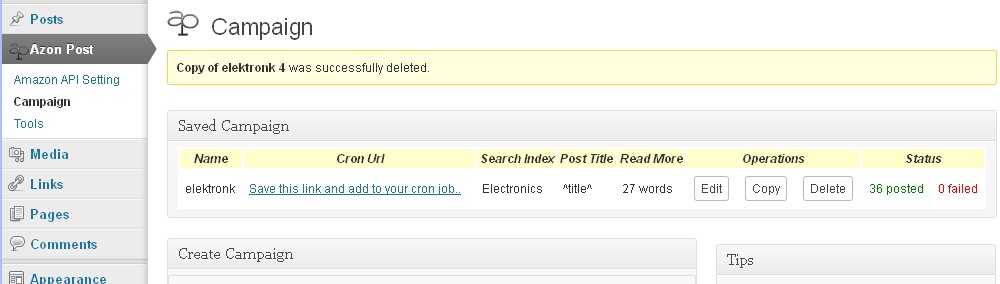 Posts
Azon Post
Amazon API Setting
Campaign
Tools
Media
Links
Pages
Comments
Appearance
ap Campaign
Copy of elektronk 4 was successfully deleted.
Saved Campaign
Name Cron Url Search Index Post Title Read More Operations Status
elektronk Save this link and add to your cron job.. Electronics ^title^ 27 words Edit Copy Delete 36 posted 0 failed
Create Campaign
Tips